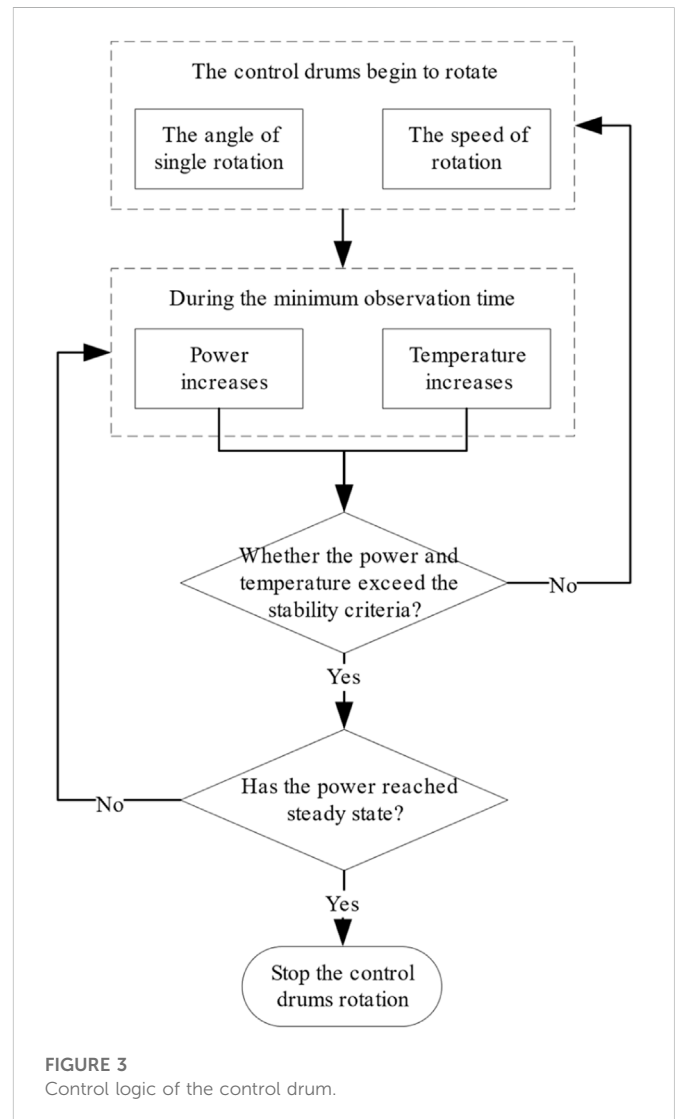 The control drums begin to rotate
The angle of
single rotation
The speed of
rotation
During the minimum observation time
Power
increases
Temperature
increases
Whether the power and
temperature exceed the
stability criteria?
No
Yes
Has the power reached
steady state?
No
Yes
Stop the control
drums rotation
FIGURE 3
Control logic of the control drum.